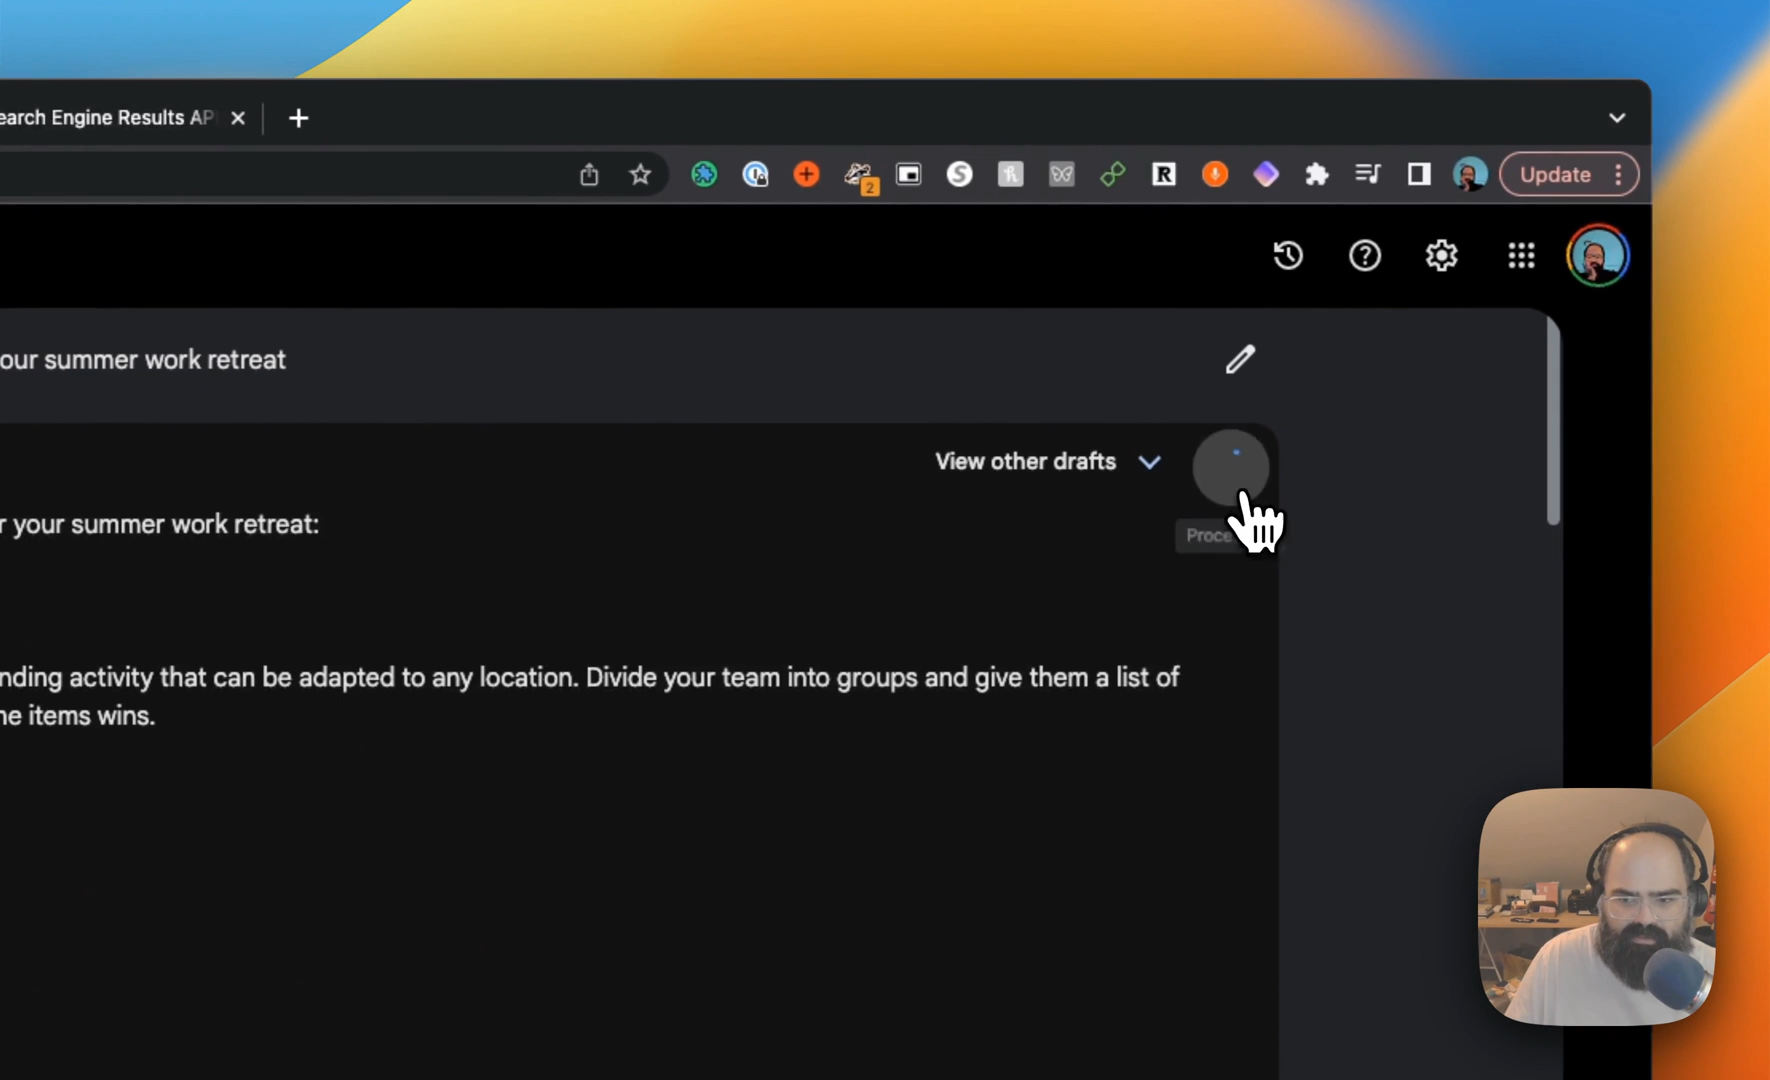 earch Engine Results AP
2
Update
our summer work retreat
View other drafts
r your summer work retreat:
Proce
nding activity that can be adapted to any location. Divide your team into groups and give them a list of
ne items wins.